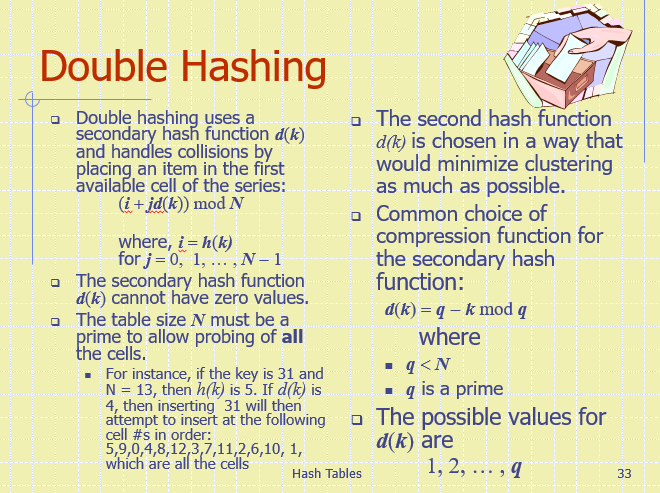 Double Hashing
Double hashing uses a
secondary hash function d(k)
and handles collisions by
placing an item in the first
available cell of the series:
(i + jd(k)) mod N
where, i = h(k)
for j = 0,  1, … , N – 1
The secondary hash function
d(k) cannot have zero values.
The table size N must be a
prime to allow probing of all
the cells.
For instance, if the key is 31 and
N = 13, then h(k) is 5. If d(k) is
4, then inserting  31 will then
attempt to insert at the following
cell #s in order:
5,9,0,4,8,12,3,7,11,2,6,10, 1,
which are all the cells
The second hash function
d(k) is chosen in a way that
would minimize clustering
as much as possible.
Common choice of
compression function for
the secondary hash
function:
d(k) = q – k mod q
where
q < N
q is a prime
The possible values for
d(k) are
1, 2, … , q
Hash Tables
33